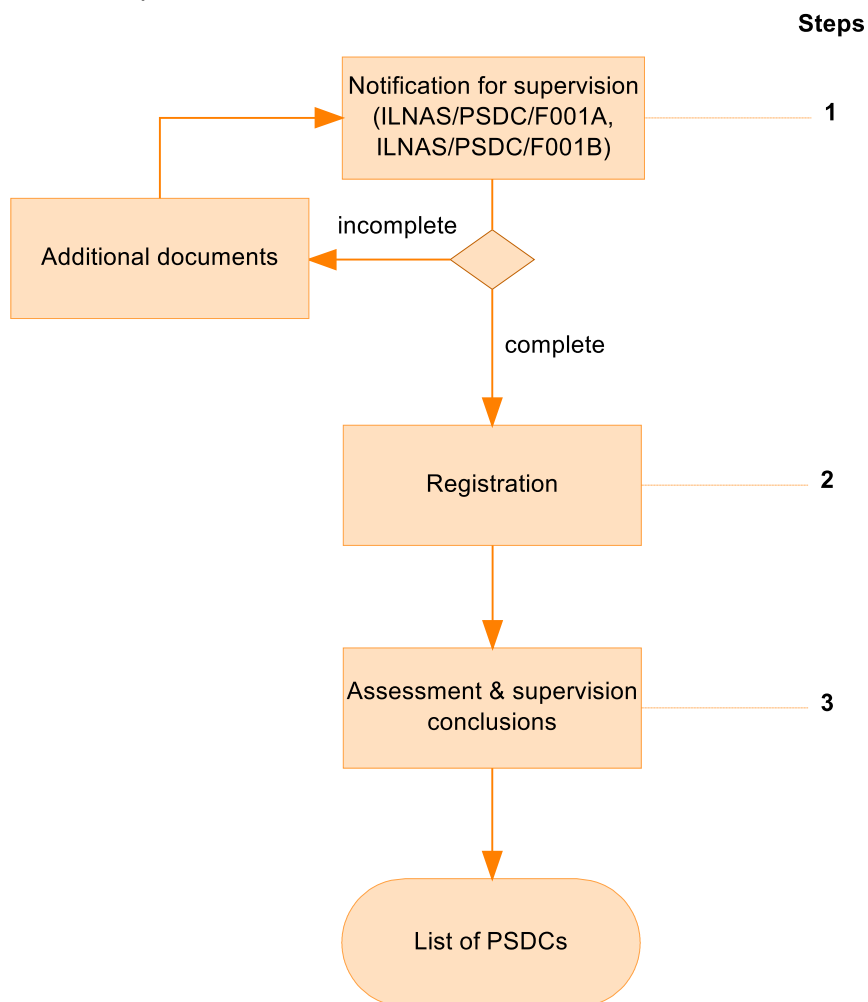 Steps
Notification for supervision
(ILNAS/PSDC/F001A,
ILNAS/PSDC/F001B)
1
incomplete
Additional documents
complete
Registration
2
Assessment & supervision
conclusions
3
List of PSDCs